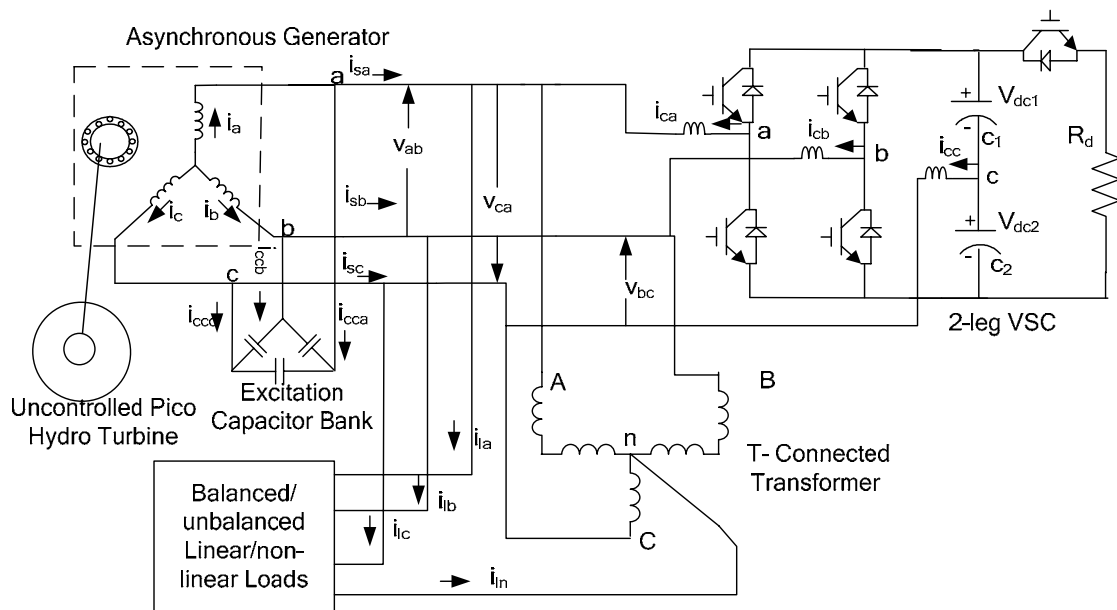 Asynchronous Generator
i_sa
a
i_a
v_ab
i_ca
a
i_cb
b
V_dc1
+
-
c_1
i_cc
c
R_d
i_c
i_b
b
i_sb
v_ca
+
V_dc2
-
c_2
i_ccb
c
i_sc
v_bc
2-leg VSC
i_ccc
i_cca
Excitation
Capacitor Bank
Uncontrolled Pico
Hydro Turbine
A
B
n
T- Connected
Transformer
C
i_la
i_lb
i_lc
i_ln
Balanced/
unbalanced
Linear/non-
linear Loads